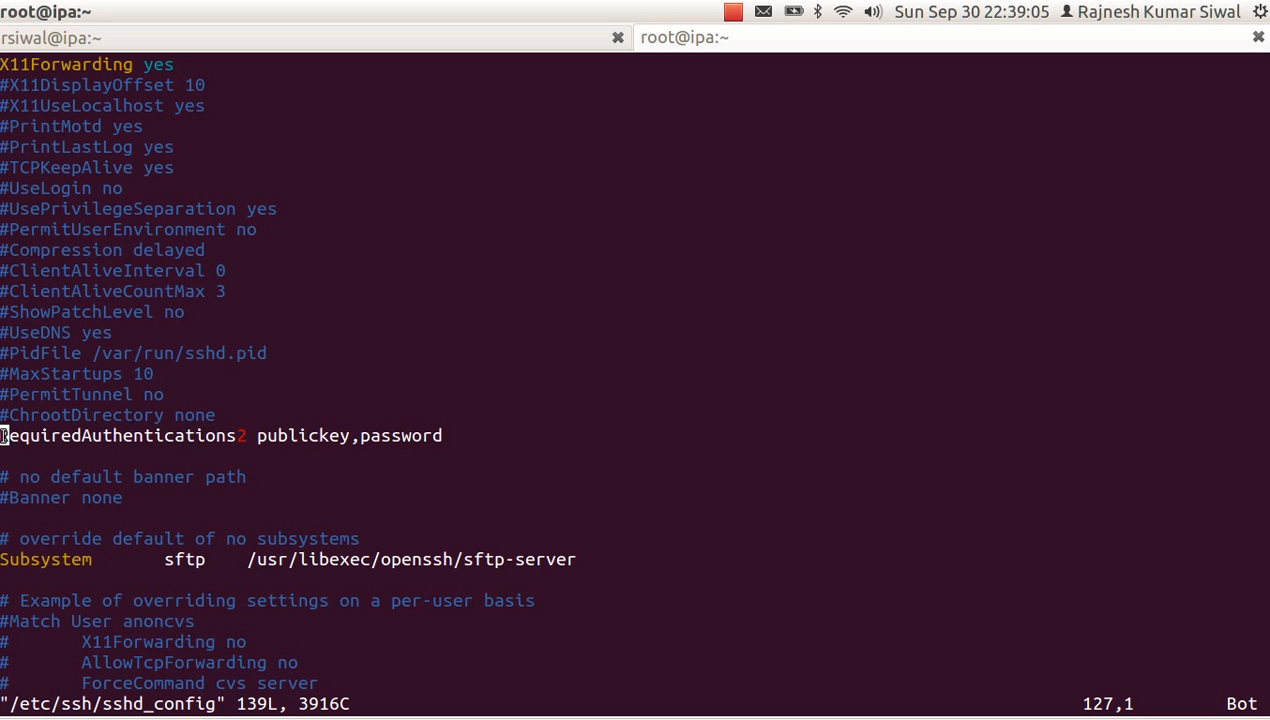 root@ipa:~ Sun Sep 30 22:39:05 Rajnesh Kumar Siwal
rsiwal@ipa:~ root@ipa:~
X11Forwarding yes
#X11DisplayOffset 10
#X11UseLocalhost yes
#PrintMotd yes
#PrintLastLog yes
#TCPKeepAlive yes
#UseLogin no
#UsePrivilegeSeparation yes
#PermitUserEnvironment no
#Compression delayed
#ClientAliveInterval 0
#ClientAliveCountMax 3
#ShowPatchLevel no
#UseDNS yes
#PidFile /var/run/sshd.pid
#MaxStartups 10
#PermitTunnel no
#ChrootDirectory none
RequiredAuthentications2 publickey,password
# no default banner path
#Banner none
# override default of no subsystems
Subsystem sftp /usr/libexec/openssh/sftp-server
# Example of overriding settings on a per-user basis
#Match User anoncvs
# X11Forwarding no
# AllowTcpForwarding no
# ForceCommand cvs server
"/etc/ssh/sshd_config" 139L, 3916C 127,1 Bot